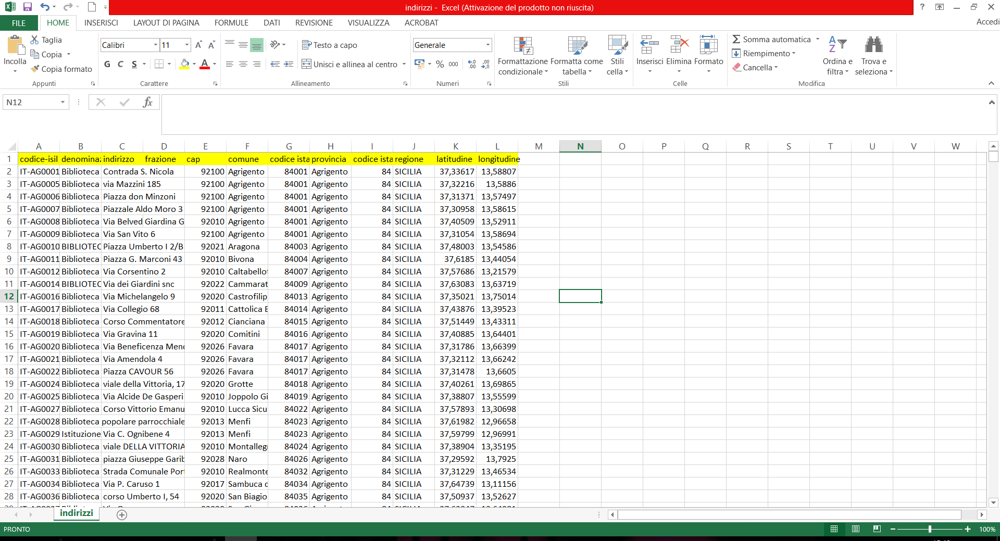 indirizzi -  Excel (Attivazione del prodotto non riuscita)
FILE HOME INSERISCI LAYOUT DI PAGINA FORMULE DATI REVISIONE VISUALIZZA ACROBAT Accedi
Incolla
Taglia
Copia
Copia formato
Appunti
Calibri 11
G C S
Carattere
Testo a capo
Unisci e allinea al centro
Allineamento
Generale
% 000
Numeri
Formattazione condizionale
Formatta come tabella
Stili cella
Stili
Inserisci Elimina Formato
Celle
Somma automatica
Riempimento
Cancella
Ordina e filtra
Trova e seleziona
Modifica
N12 fx
A B C D E F G H I J K L M N O P Q R S T U V W
1 codice-isil denominaz indirizzo frazione cap comune codice ista provincia codice ista regione latitudine longitudine
2 IT-AG0001 Biblioteca Contrada S. Nicola 92100 Agrigento 84001 Agrigento 84 SICILIA 37,33617 13,58807
3 IT-AG0005 Biblioteca via Mazzini 185 92100 Agrigento 84001 Agrigento 84 SICILIA 37,32216 13,5886
4 IT-AG0006 Biblioteca Piazza don Minzoni 92100 Agrigento 84001 Agrigento 84 SICILIA 37,31371 13,57497
5 IT-AG0007 Biblioteca Piazzale Aldo Moro 3 92100 Agrigento 84001 Agrigento 84 SICILIA 37,30958 13,58615
6 IT-AG0008 Biblioteca Via Belved Giardina G 92010 Agrigento 84001 Agrigento 84 SICILIA 37,40509 13,52911
7 IT-AG0009 Biblioteca Via San Vito 6 92100 Agrigento 84001 Agrigento 84 SICILIA 37,31054 13,58694
8 IT-AG0010 BIBLIOTEC Piazza Umberto I 2/B 92021 Aragona 84003 Agrigento 84 SICILIA 37,48003 13,54586
9 IT-AG0011 Biblioteca Piazza G. Marconi 43 92010 Bivona 84004 Agrigento 84 SICILIA 37,6185 13,44054
10 IT-AG0012 Biblioteca Via Corsentino 2 92010 Caltabellot 84007 Agrigento 84 SICILIA 37,57686 13,21579
11 IT-AG0014 BIBLIOTEC Via dei Giardini snc 92022 Cammarat 84009 Agrigento 84 SICILIA 37,63083 13,63719
12 IT-AG0016 Biblioteca Via Michelangelo 9 92020 Castrofilip 84013 Agrigento 84 SICILIA 37,35021 13,75014
13 IT-AG0017 Biblioteca Via Collegio 68 92011 Cattolica E 84014 Agrigento 84 SICILIA 37,43876 13,39523
14 IT-AG0018 Biblioteca Corso Commentatore 92012 Cianciana 84015 Agrigento 84 SICILIA 37,51449 13,43311
15 IT-AG0019 Biblioteca Via Gravina 11 92020 Comitini 84016 Agrigento 84 SICILIA 37,40885 13,64401
16 IT-AG0020 Biblioteca Via Beneficenza Mend 92026 Favara 84017 Agrigento 84 SICILIA 37,31786 13,66399
17 IT-AG0021 Biblioteca Via Amendola 4 92026 Favara 84017 Agrigento 84 SICILIA 37,32112 13,66242
18 IT-AG0022 Biblioteca Piazza CAVOUR 56 92026 Favara 84017 Agrigento 84 SICILIA 37,31478 13,6605
19 IT-AG0024 Biblioteca viale della Vittoria, 17 92020 Grotte 84018 Agrigento 84 SICILIA 37,40261 13,69865
20 IT-AG0025 Biblioteca Via Alcide De Gasperi 92010 Joppolo Gi 84019 Agrigento 84 SICILIA 37,38807 13,55599
21 IT-AG0027 Biblioteca Corso Vittorio Emanu 92010 Lucca Sicu 84022 Agrigento 84 SICILIA 37,57893 13,30698
22 IT-AG0028 Biblioteca popolare parrocchiale 92013 Menfi 84023 Agrigento 84 SICILIA 37,61982 12,96658
23 IT-AG0029 Istituzione Via C. Ognibene 4 92013 Menfi 84023 Agrigento 84 SICILIA 37,59799 12,96991
24 IT-AG0030 Biblioteca viale DELLA VITTORIA 92010 Montalleg 84024 Agrigento 84 SICILIA 37,38904 13,35195
25 IT-AG0031 Biblioteca piazza Giuseppe Garib 92028 Naro 84026 Agrigento 84 SICILIA 37,29592 13,7925
26 IT-AG0033 Biblioteca Strada Comunale Port 92010 Realmonte 84032 Agrigento 84 SICILIA 37,31229 13,46534
27 IT-AG0034 Biblioteca Via P. Caruso 1 92017 Sambuca d 84034 Agrigento 84 SICILIA 37,64739 13,11156
28 IT-AG0036 Biblioteca corso Umberto I, 54 92020 San Biagio 84035 Agrigento 84 SICILIA 37,50937 13,52627
indirizzi
PRONTO 100%